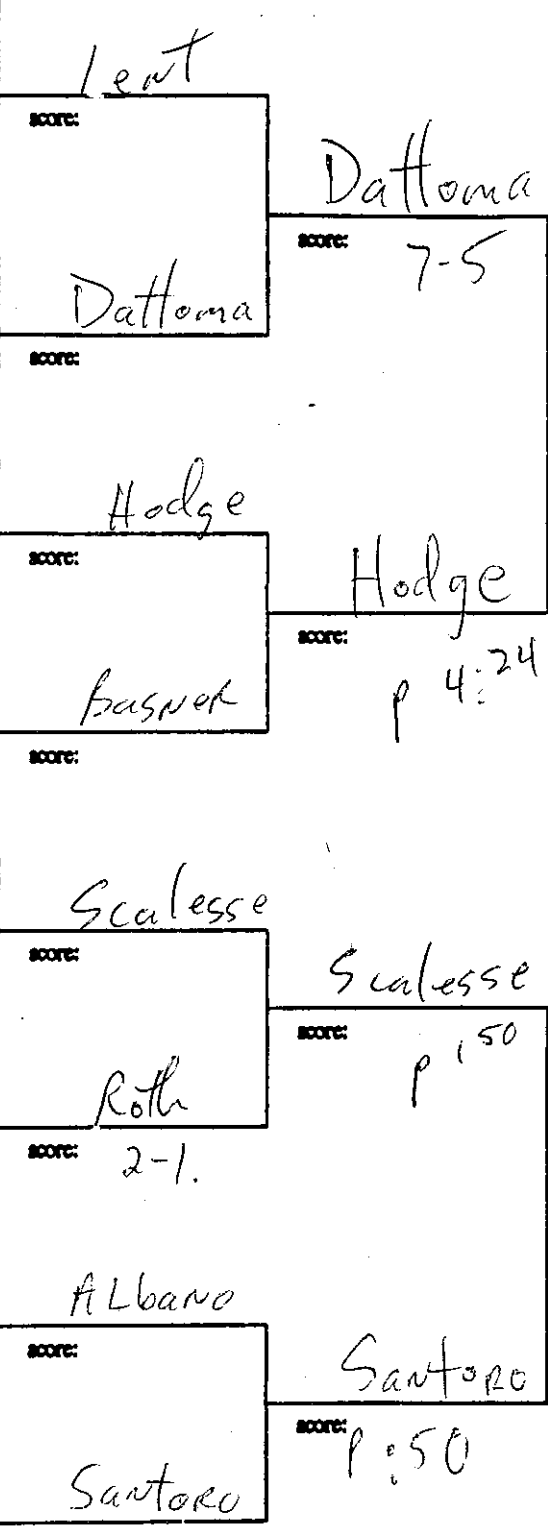 Lent
score:
Dattoma
score: 7-5
Dattoma
score:
Hodge
score:
Hodge
score:
p 4:24
Basner
score:
Scalesse
score:
Scalesse
score:
p 1 50
Roth
score: 2-1.
ALbano
score:
Santoro
score: p :50
Santoro